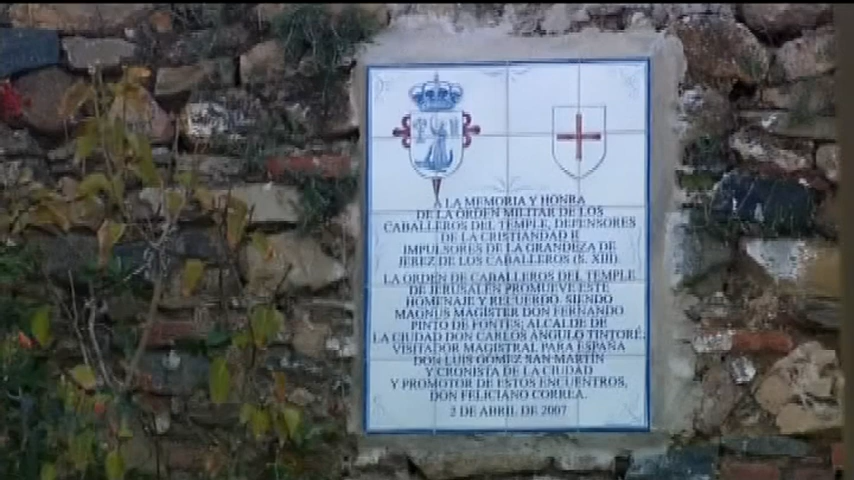 A LA MEMORIA Y HONRA
DE LA ORDEN MILITAR DE LOS
CABALLEROS DEL TEMPLE, DEFENSORES
DE LA CRISTIANDAD E
IMPULSORES DE LA GRANDEZA DE
JEREZ DE LOS CABALLEROS (S. XIII)
LA ORDEN DE CABALLEROS DEL TEMPLE
DE JERUSALÉN PROMUEVE ESTE
HOMENAJE Y RECUERDO, SIENDO
MAGNUS MAGÍSTER DON FERNANDO
PINTO DE FONTES; ALCALDE DE
LA CIUDAD DON CARLOS ÁNGULO TINTORÉ;
VISITADOR MAGISTRAL PARA ESPAÑA
DON LUIS GÓMEZ SAN MARTÍN
Y CRONISTA DE LA CIUDAD
Y PROMOTOR DE ESTOS ENCUENTROS,
DON FELICIANO CORREA.
2 DE ABRIL DE 2007